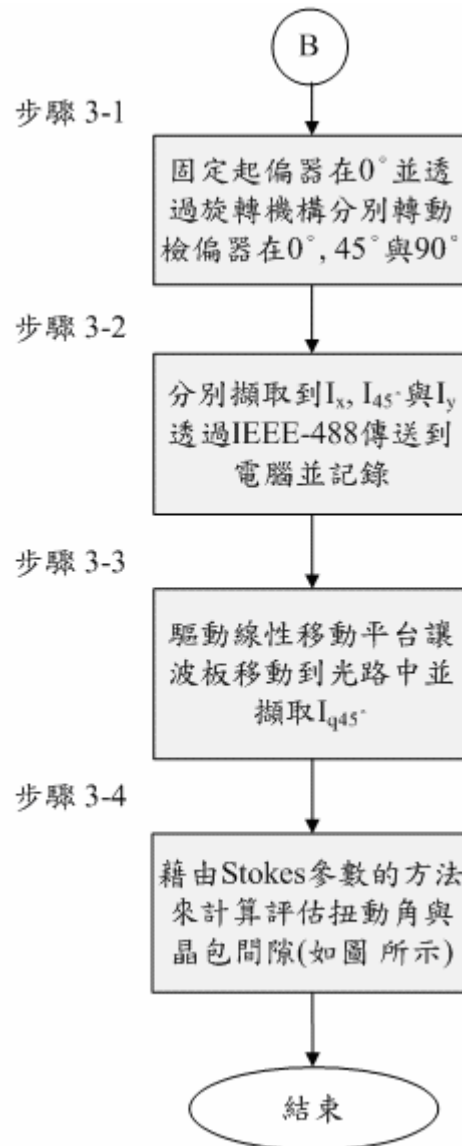 B
步驟 3-1
固定起偏器在0°並透
過旋轉機構分別轉動
檢偏器在0°, 45°與90°
步驟 3-2
分別擷取到Ix, I45°與Iy
透過IEEE-488傳送到
電腦並記錄
步驟 3-3
驅動線性移動平台讓
波板移動到光路中並
擷取Iq45°
步驟 3-4
藉由Stokes參數的方法
來計算評估扭動角與
晶包間隙(如圖 所示)
結束